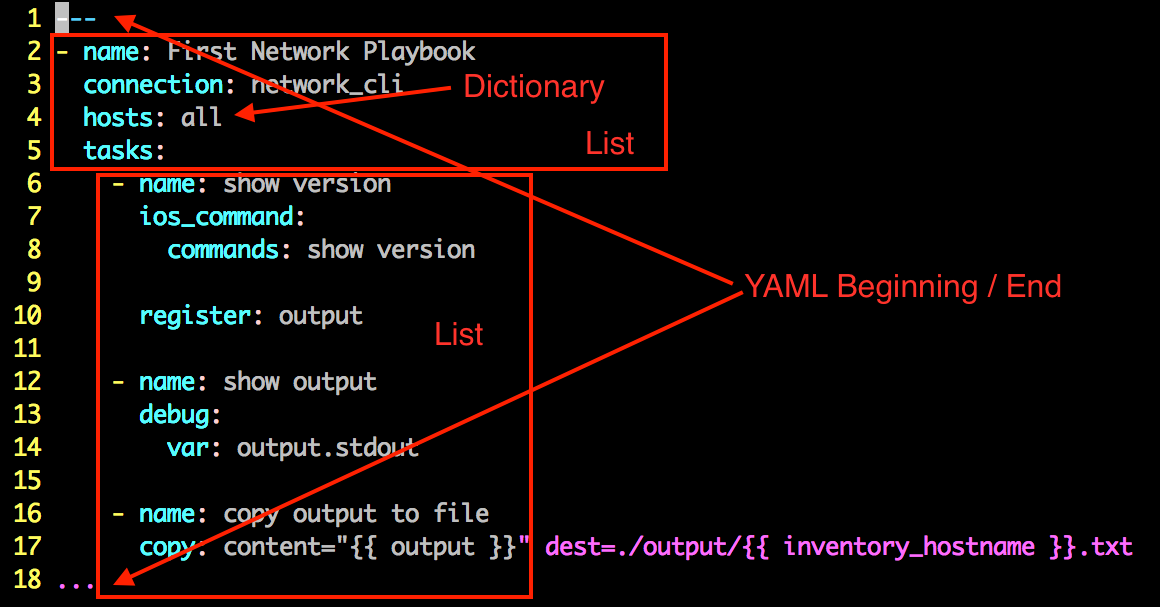 1 ---
2 - name: First Network Playbook
3   connection: network_cli
Dictionary
4   hosts: all
List
5   tasks:
6     - name: show version
7       ios_command:
8         commands: show version
9
YAML Beginning / End
10       register: output
List
11
12     - name: show output
13       debug:
14         var: output.stdout
15
16     - name: copy output to file
17       copy: content="{{ output }}" dest=./output/{{ inventory_hostname }}.txt
18 ...